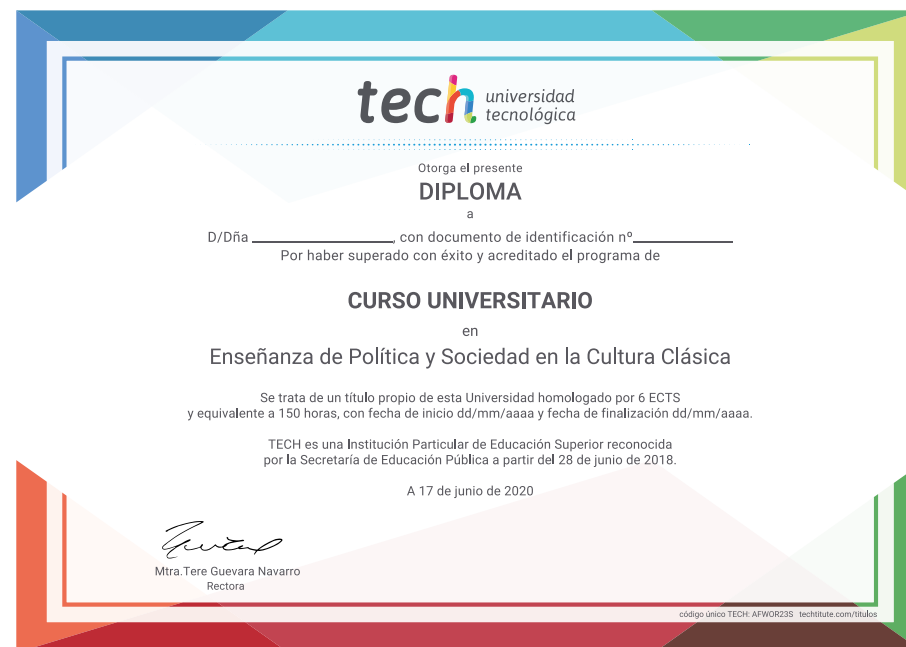 tech universidad
tecnológica
Otorga el presente
DIPLOMA
a
D/Dña ____________________, con documento de identificación nº______________
Por haber superado con éxito y acreditado el programa de
CURSO UNIVERSITARIO
en
Enseñanza de Política y Sociedad en la Cultura Clásica
Se trata de un título propio de esta Universidad homologado por 6 ECTS
y equivalente a 150 horas, con fecha de inicio dd/mm/aaaa y fecha de finalización dd/mm/aaaa.
TECH es una Institución Particular de Educación Superior reconocida
por la Secretaría de Educación Pública a partir del 28 de junio de 2018.
A 17 de junio de 2020
Mtra.Tere Guevara Navarro
Rectora
código único TECH: AFWOR23S techtitute.com/titulos